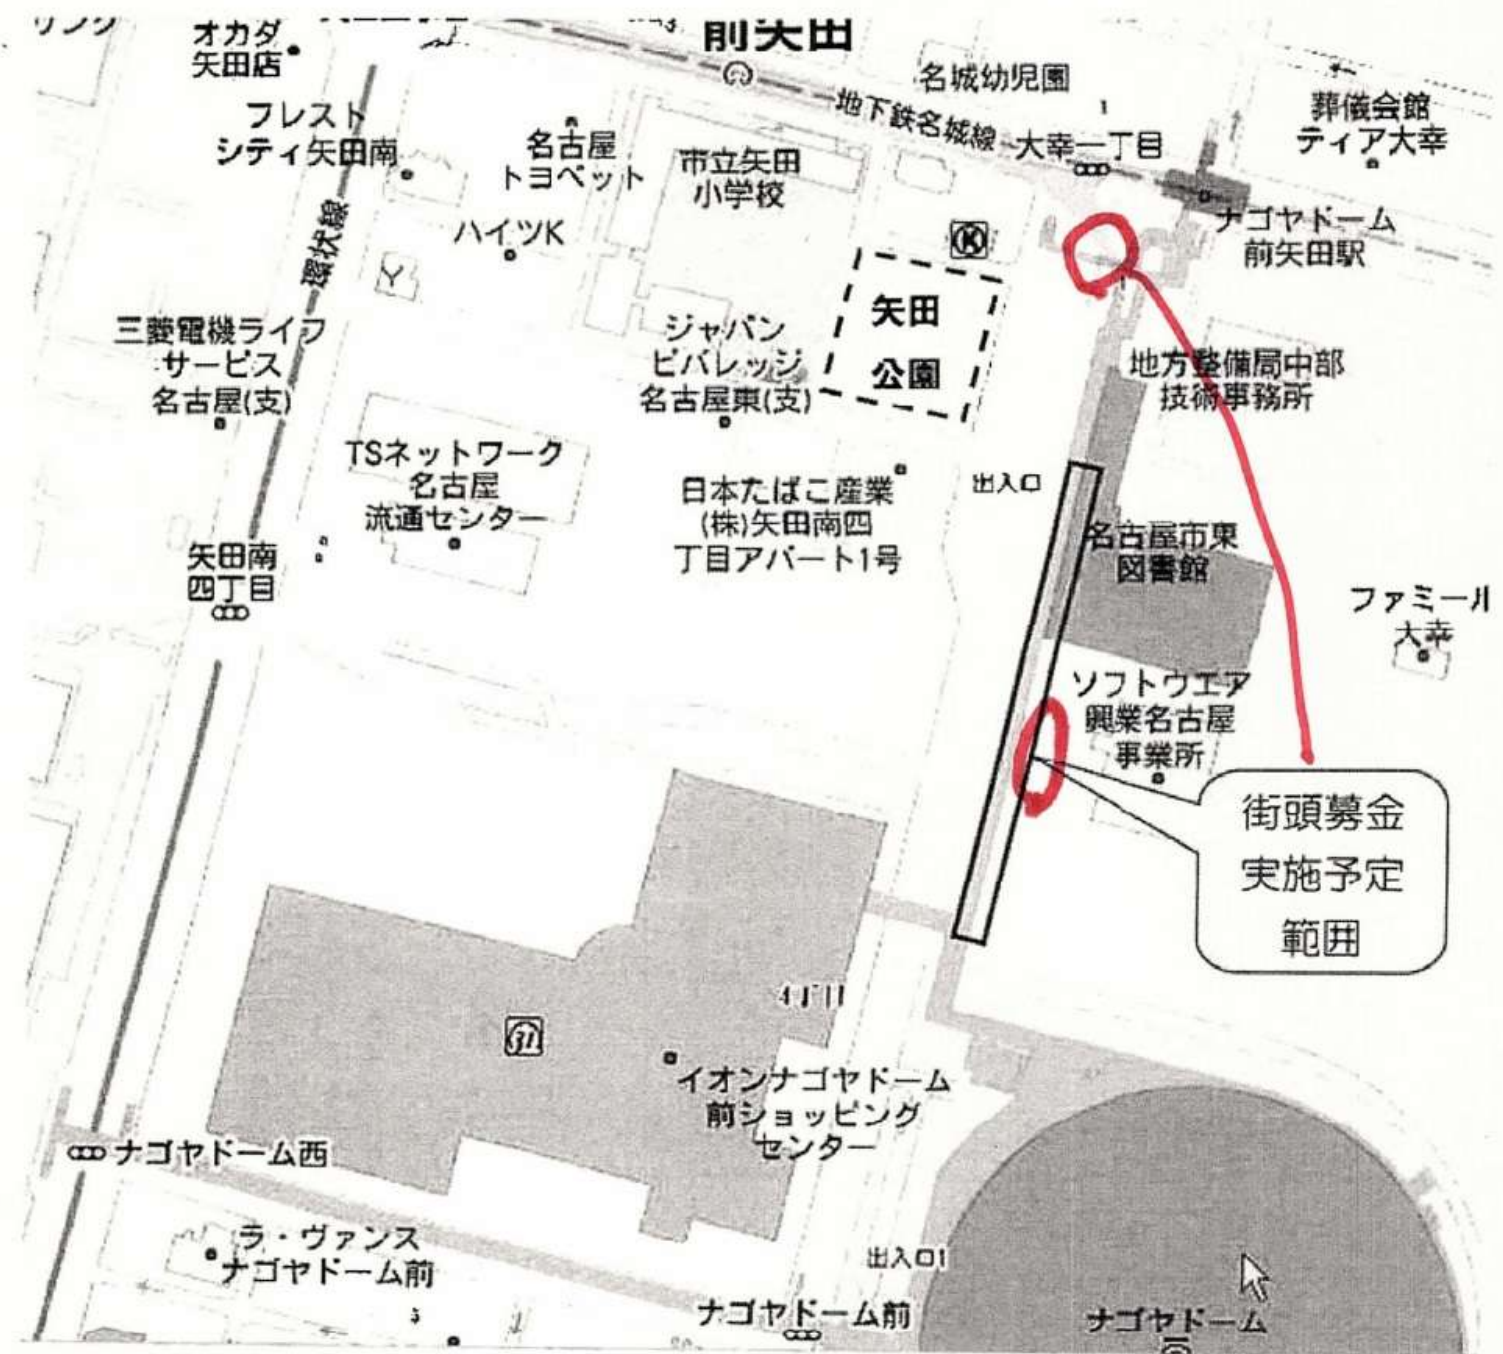 オカダ
矢田店
前矢田
名城幼児園
地下鉄名城線
大幸一丁目
葬儀会館
ティア大幸
フレスト
シティ矢田南
名古屋
トヨペット
市立矢田
小学校
ナゴヤドーム
前矢田駅
環状線
ハイツK
矢田
公園
三菱電機ライフ
サービス
名古屋(支)
ジャパン
ビバレッジ
名古屋東(支)
地方整備局中部
技術事務所
TSネットワーク
名古屋
流通センター
日本たばこ産業
(株)矢田南四
丁目アパート1号
出入口
名古屋市東
図書館
矢田南
四丁目
ファミール
大幸
ソフトウエア
興業名古屋
事業所
街頭募金
実施予定
範囲
4丁目
31
イオンナゴヤドーム
前ショッピング
センター
ナゴヤドーム西
ラ・ヴァンス
ナゴヤドーム前
出入口1
ナゴヤドーム前
ナゴヤドーム